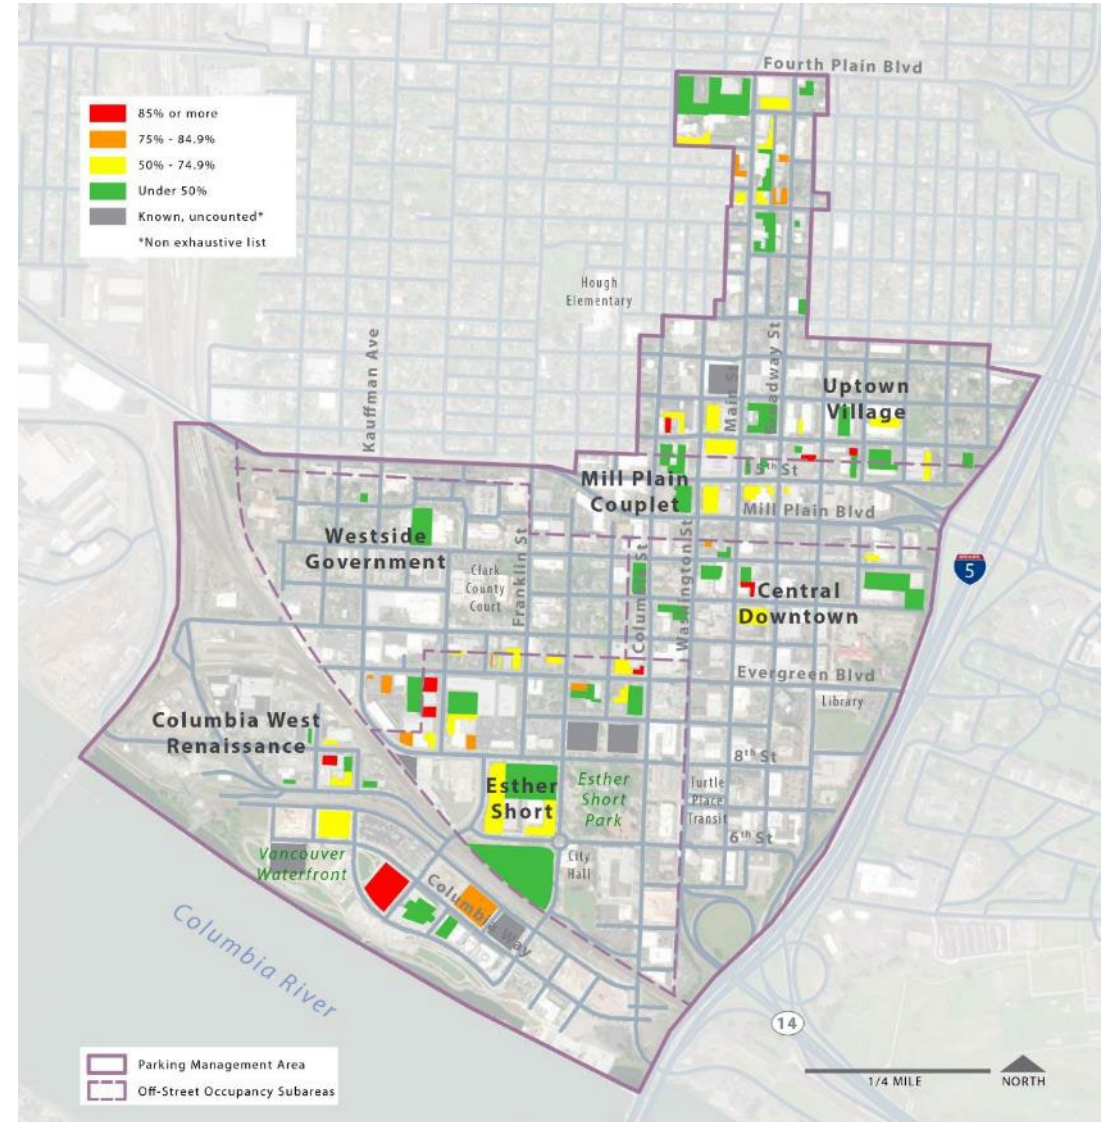 Fourth Plain Blvd
85% or more
75% - 84.9%
50% - 74.9%
Under 50%
Known, uncounted*
*Non exhaustive list
Hough
Elementary
Kauffman Ave
Main St
Broadway St
Uptown
Village
15th St
Mill Plain
Couplet
Mill Plain Blvd
Westside
Government
Clark
County
Court
Franklin St
Columbia St
Washington St
INTERSTATE
5
Central
Downtown
Evergreen Blvd
Library
Columbia West
Renaissance
8th St
Esther
Short
Esther
Short
Park
Turtle
Place
Transit
6th St
City
Hall
Vancouver
Waterfront
Columbia Way
Columbia River
14
Parking Management Area
Off-Street Occupancy Subareas
1/4 MILE
NORTH